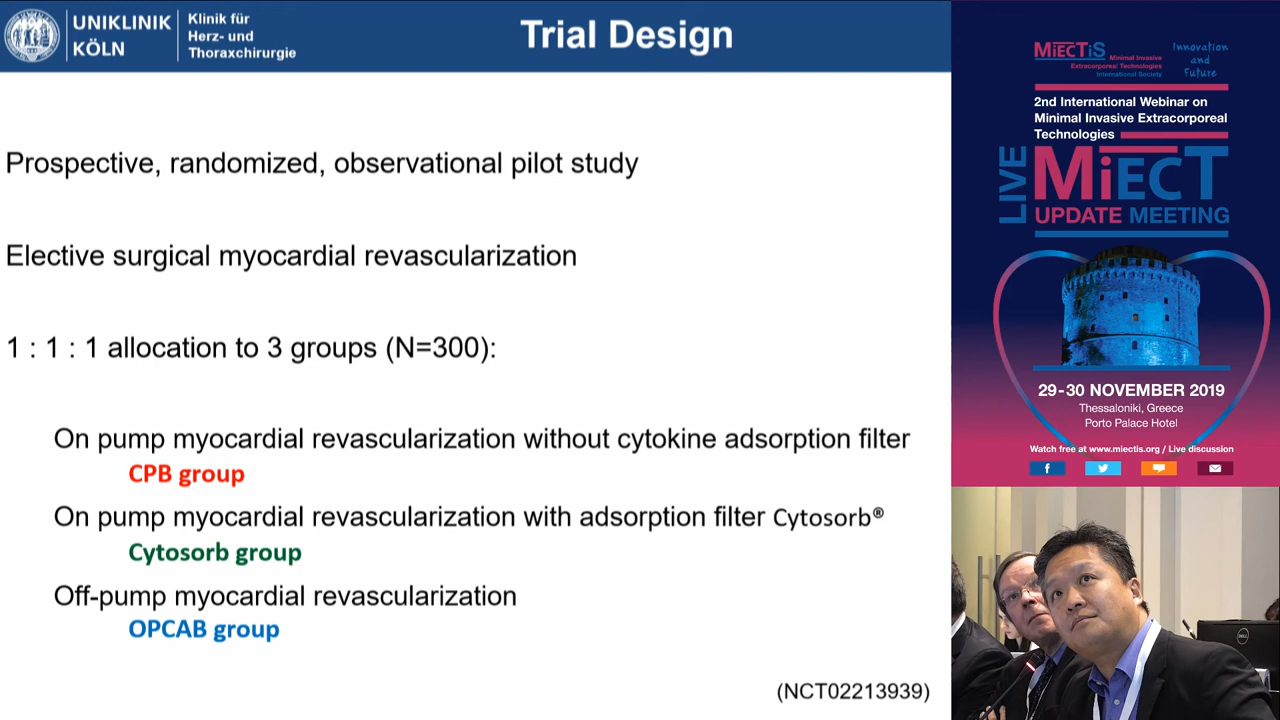 UNIKLINIK
KÖLN
Klinik für
Herz- und
Thoraxchirurgie
Trial Design
Prospective, randomized, observational pilot study
Elective surgical myocardial revascularization
1 : 1 : 1 allocation to 3 groups (N=300):
On pump myocardial revascularization without cytokine adsorption filter
CPB group
On pump myocardial revascularization with adsorption filter Cytosorb®
Cytosorb group
Off-pump myocardial revascularization
OPCAB group
(NCT02213939)
MiECTiS
Minimal Invasive
Extracorporeal Technologies
International Society
Innovation
and
Future
2nd International Webinar on
Minimal Invasive Extracorporeal
Technologies
LIVE
MiECT
UPDATE MEETING
29-30 NOVEMBER 2019
Thessaloniki, Greece
Porto Palace Hotel
Watch free at www.miectis.org / Live discussion
DELL